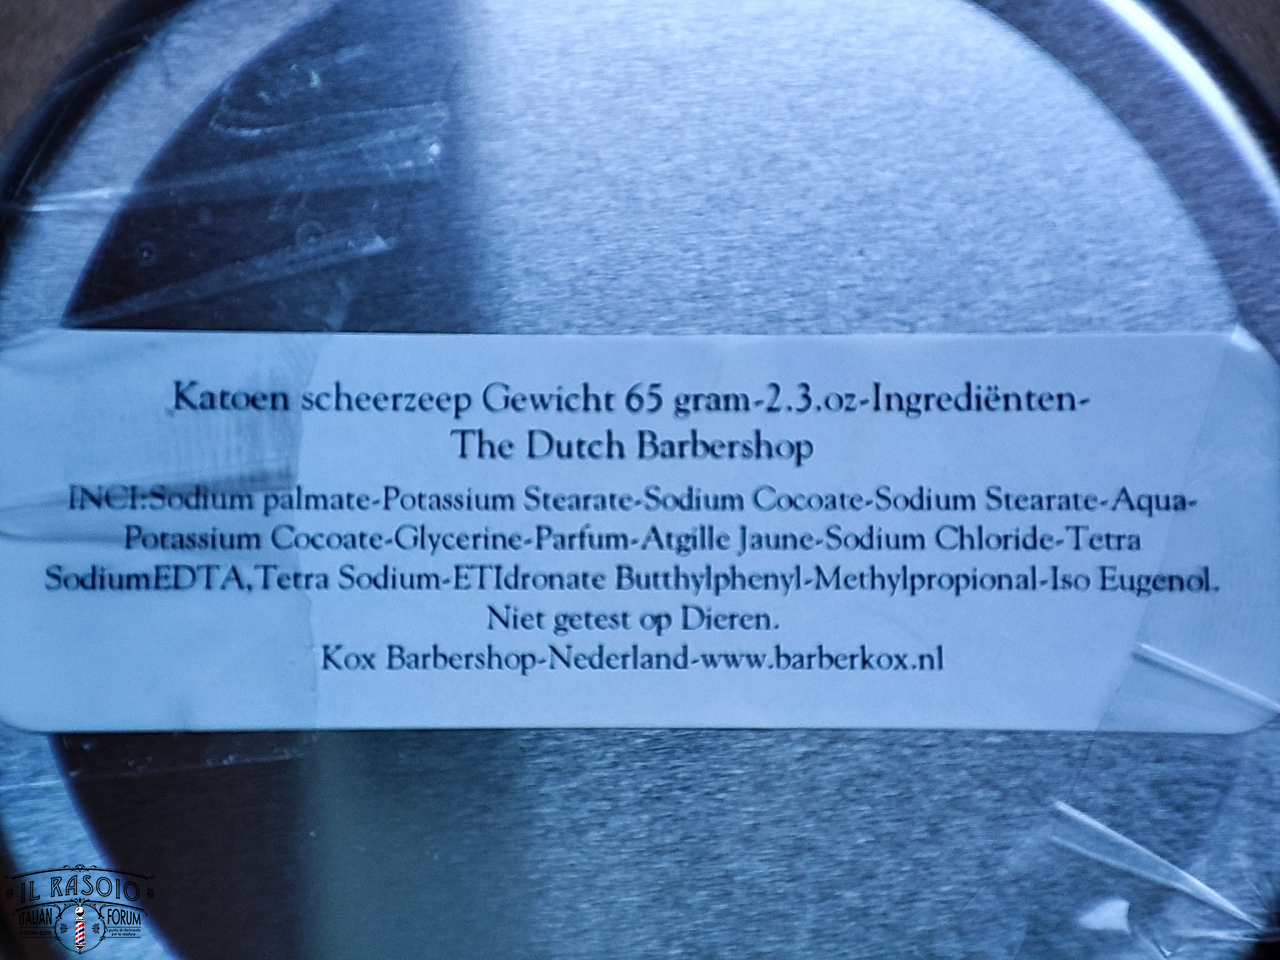 Katoen scheerzeep Gewicht 65 gram-2.3.oz-Ingrediënten-
The Dutch Barbershop
INCI:Sodium palmate-Potassium Stearate-Sodium Cocoate-Sodium Stearate-Aqua-
Potassium Cocoate-Glycerine-Parfum-Atgille Jaune-Sodium Chloride-Tetra
SodiumEDTA,Tetra Sodium-ETIdronate Butthylphenyl-Methylpropional-Iso Eugenol.
Niet getest op Dieren.
Kox Barbershop-Nederland-www.barberkox.nl
IL RASOIO
ITALIAN FORUM